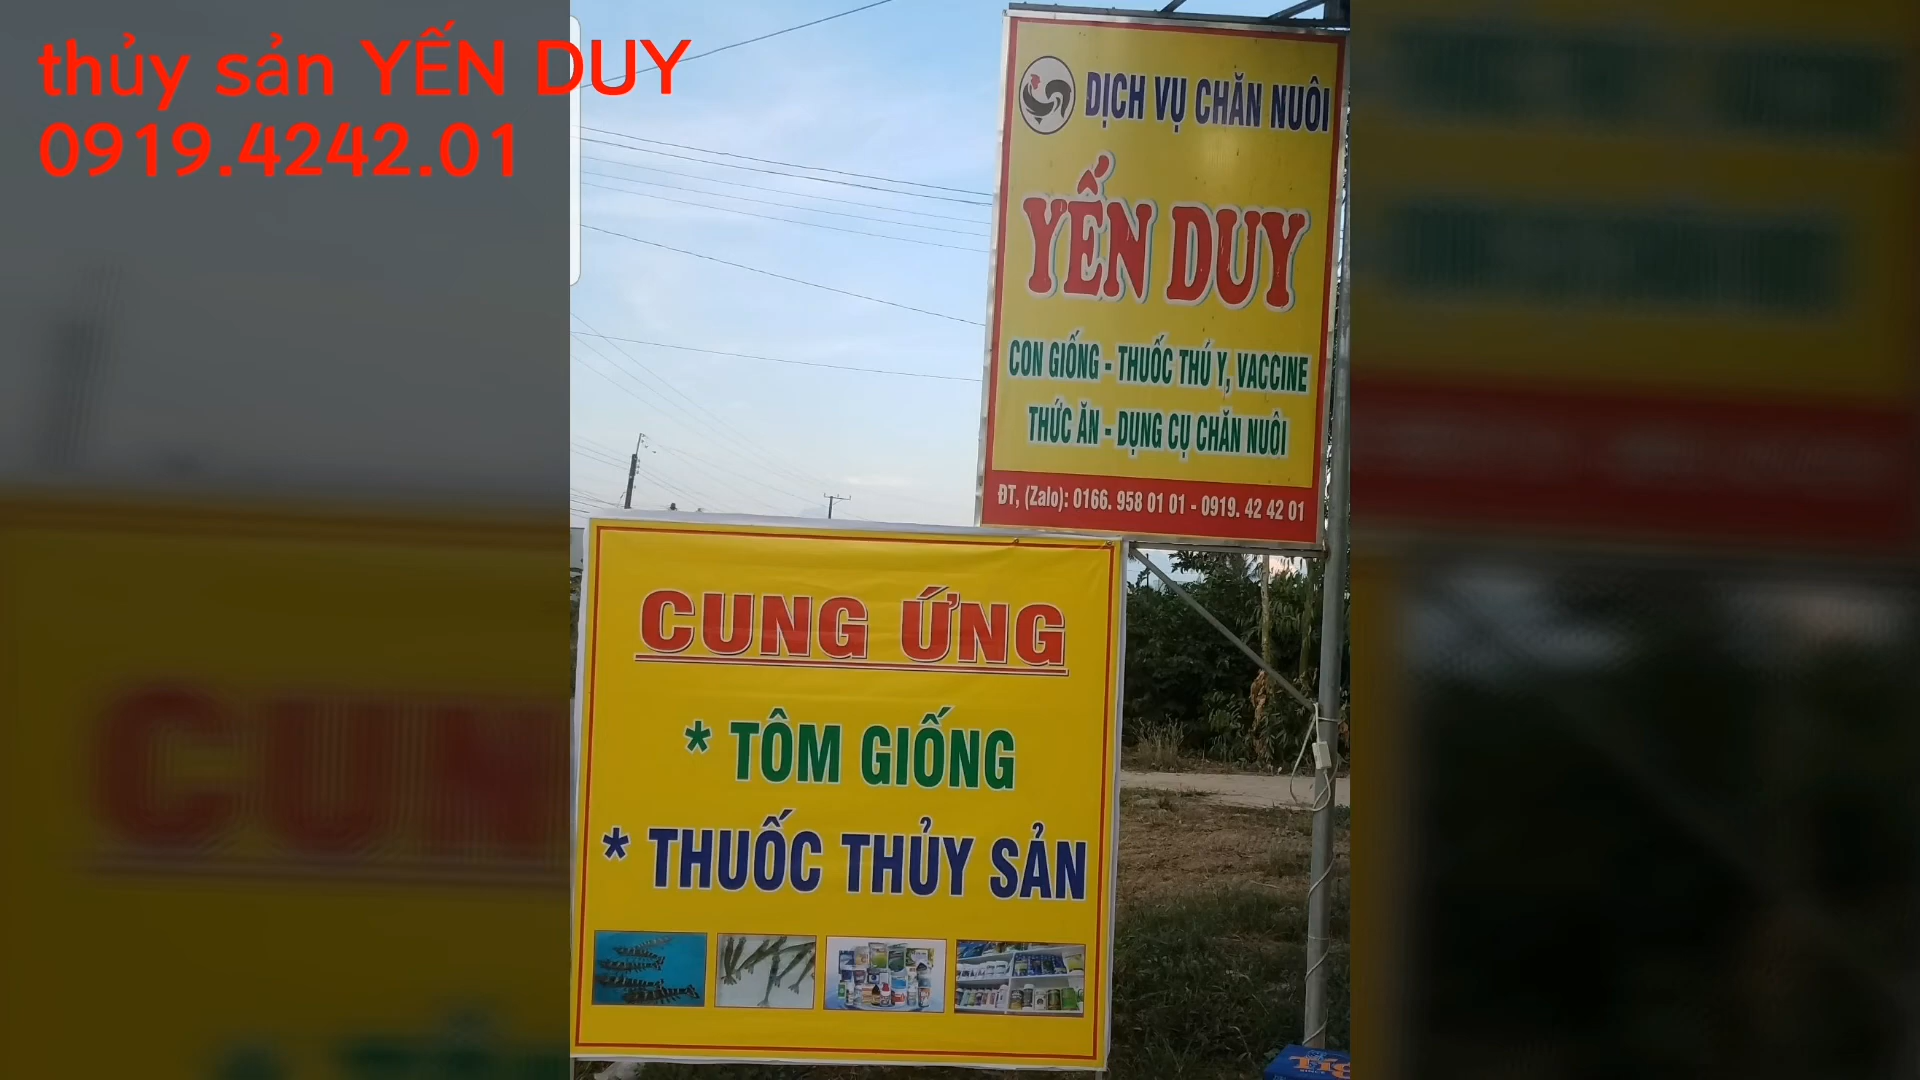 thủy sản YẾN DUY
0919.4242.01
DỊCH VỤ CHĂN NUÔI
YẾN DUY
CON GIỐNG - THUỐC THÚ Y, VACCINE
THỨC ĂN - DỤNG CỤ CHĂN NUÔI
ĐT, (Zalo): 0166. 958 01 01 - 0919. 42 42 01
CUNG ỨNG
* TÔM GIỐNG
* THUỐC THỦY SẢN